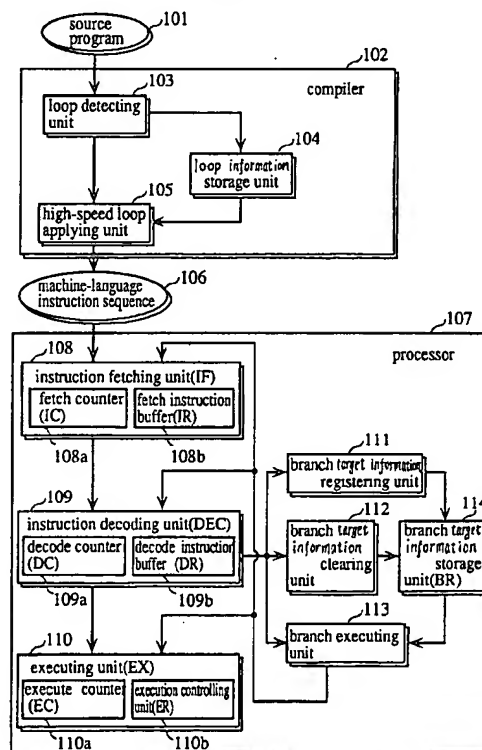 source
program
101
102
compiler
103
loop detecting
unit
104
loop information
storage unit
105
high-speed loop
applying unit
106
machine-language
instruction sequence
107
processor
108
instruction fetching unit(IF)
fetch counter
(IC)
fetch instruction
buffer(IR)
108a
108b
109
instruction decoding unit(DEC)
decode counter
(DC)
decode instruction
buffer (DR)
109a
109b
110
executing unit(EX)
execute counter
(EC)
execution controlling
unit(ER)
110a
110b
111
branch target information
registering unit
112
branch target
information
clearing
unit
114
branch target
information
storage
unit(BR)
113
branch executing
unit